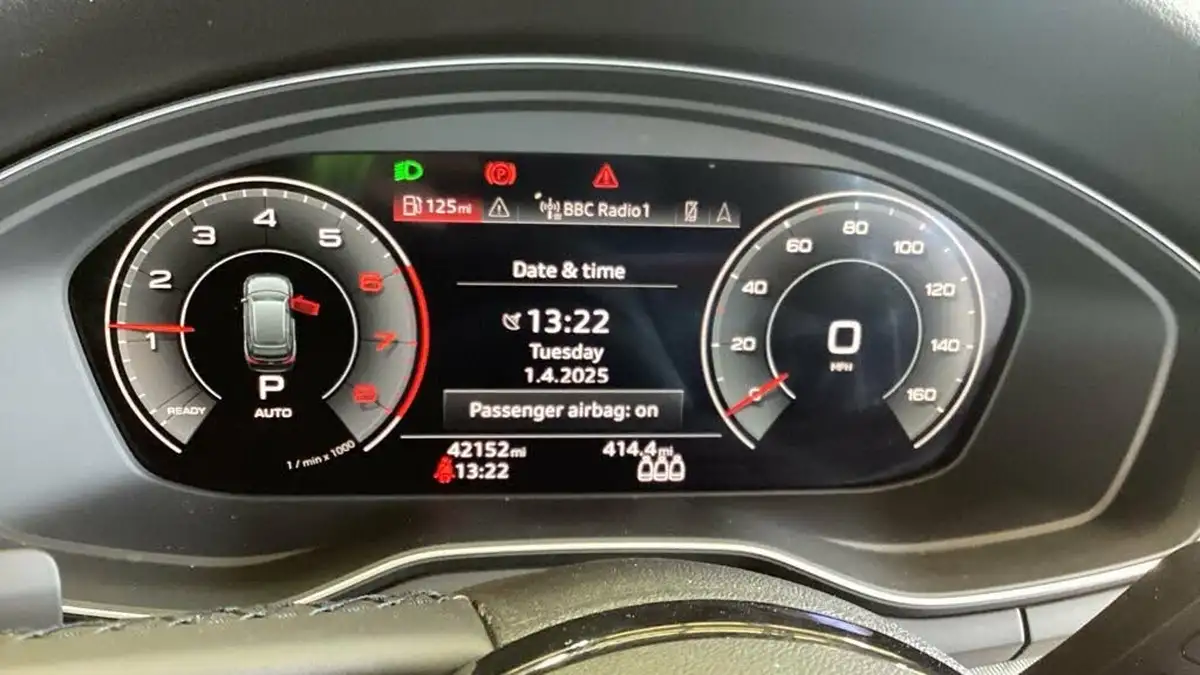 125mi
BBC Radio1
Date & time
13:22
Tuesday
1.4.2025
Passenger airbag: on
42152mi
414.4mi
13:22
1
2
3
4
5
6
7
8
READY
P
AUTO
1 / min x 1000
0
20
40
60
80
100
120
140
160
0
MPH